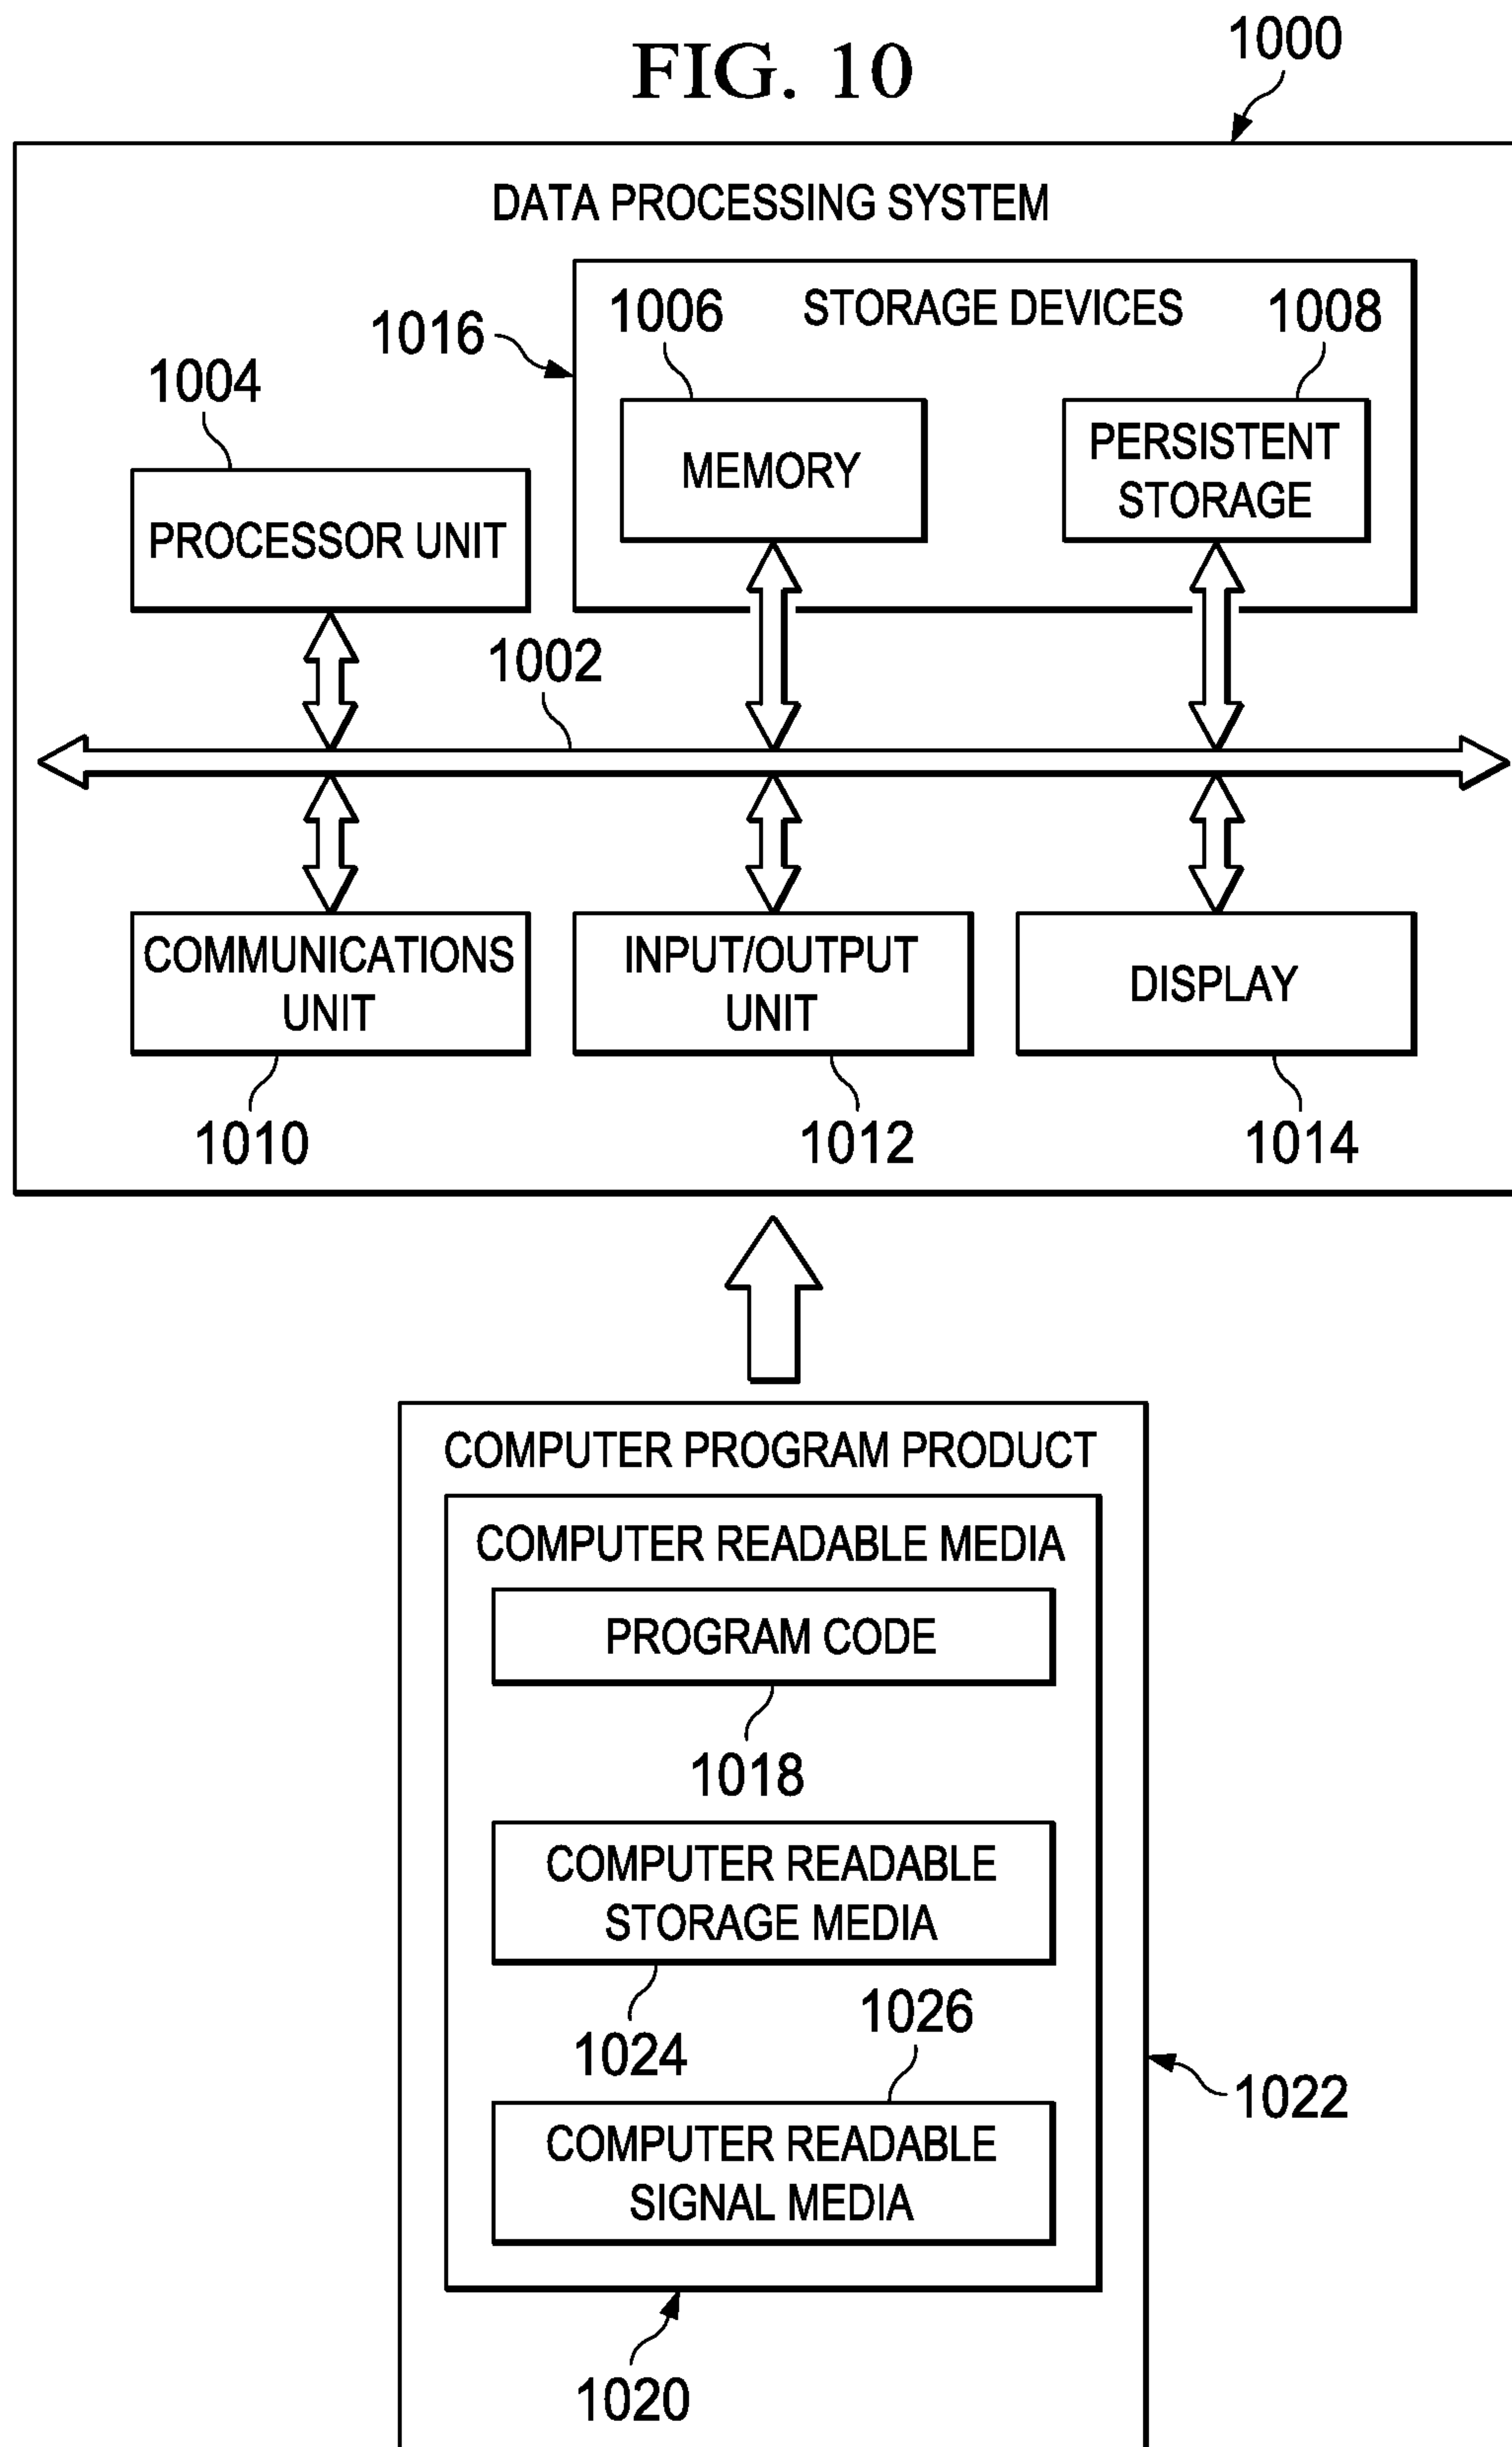 FIG. 10
1000
DATA PROCESSING SYSTEM
STORAGE DEVICES
1006
1008
1016
1004
MEMORY
PERSISTENT
STORAGE
PROCESSOR UNIT
1002
COMMUNICATIONS
UNIT
INPUT/OUTPUT
UNIT
DISPLAY
1010
1012
1014
COMPUTER PROGRAM PRODUCT
COMPUTER READABLE MEDIA
PROGRAM CODE
1018
COMPUTER READABLE
STORAGE MEDIA
1024
1026
1022
COMPUTER READABLE
SIGNAL MEDIA
1020